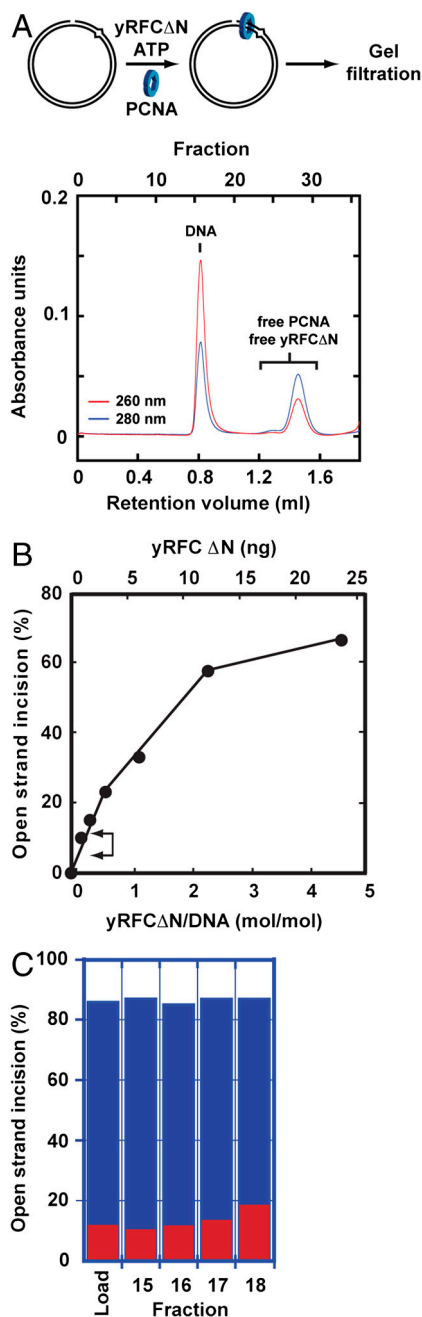 A
yRFCΔN
ATP
PCNA
Gel
filtration
Fraction
0 10 20 30
0.2
DNA
0.1
free PCNA
free yRFCΔN
260 nm
280 nm
0
Absorbance units
0 0.4 0.8 1.2 1.6
Retention volume (ml)
B
yRFC ΔN (ng)
0 5 10 15 20 25
80
60
40
20
0
Open strand incision (%)
0 1 2 3 4 5
yRFCΔN/DNA (mol/mol)
C
100
80
60
40
20
0
Open strand incision (%)
Load 15 16 17 18
Fraction